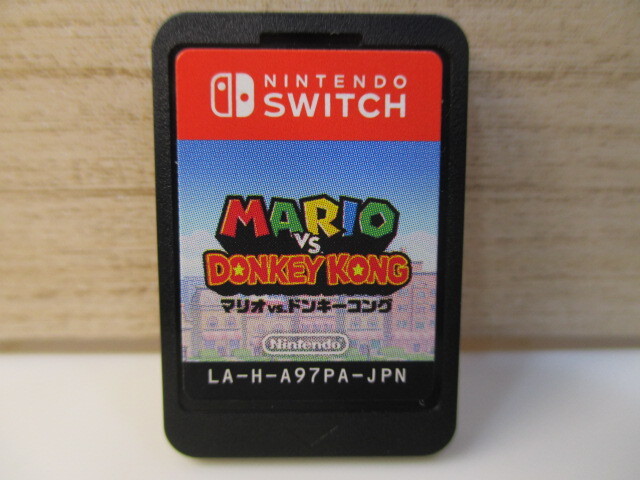 NINTENDO
SWITCH
MARIO
VS.
DONKEY KONG
マリオvs.ドンキーコング
Nintendo
LA-H-A97PA-JPN